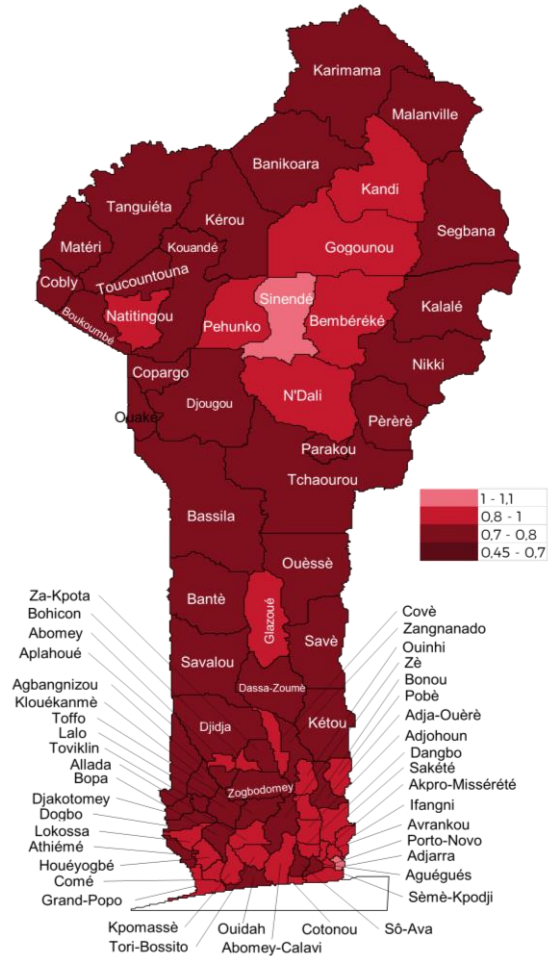 Karimama
Malanville
Banikoara
Kandi
Tanguiéta
Kérou
Segbana
Matéri
Kouandé
Gogounou
Cobly
Toucountouna
Sinendé
Kalalé
Boukoumbé
Natitingou
Pehunko
Bembéréké
Nikki
Copargo
Djougou
N'Dali
Ouaké
Pèrèrè
Parakou
Tchaourou
1 - 1,1
0,8 - 1
0,7 - 0,8
0,45 - 0,7
Bassila
Ouèssè
Bantè
Glazoué
Savè
Savalou
Dassa-Zoumè
Djidja
Kétou
Zogbodomey
Za-Kpota
Bohicon
Abomey
Aplahoué
Agbangnizou
Klouékanmè
Toffo
Lalo
Toviklin
Allada
Bopa
Djakotomey
Dogbo
Lokossa
Athiémé
Houéyogbé
Comé
Grand-Popo
Covè
Zangnanado
Ouinhi
Zè
Bonou
Pobè
Adja-Ouèrè
Adjohoun
Dangbo
Sakété
Akpro-Missérété
Ifangni
Avrankou
Porto-Novo
Adjarra
Aguégués
Sèmè-Kpodji
Kpomassè
Ouidah
Cotonou
Sô-Ava
Tori-Bossito
Abomey-Calavi